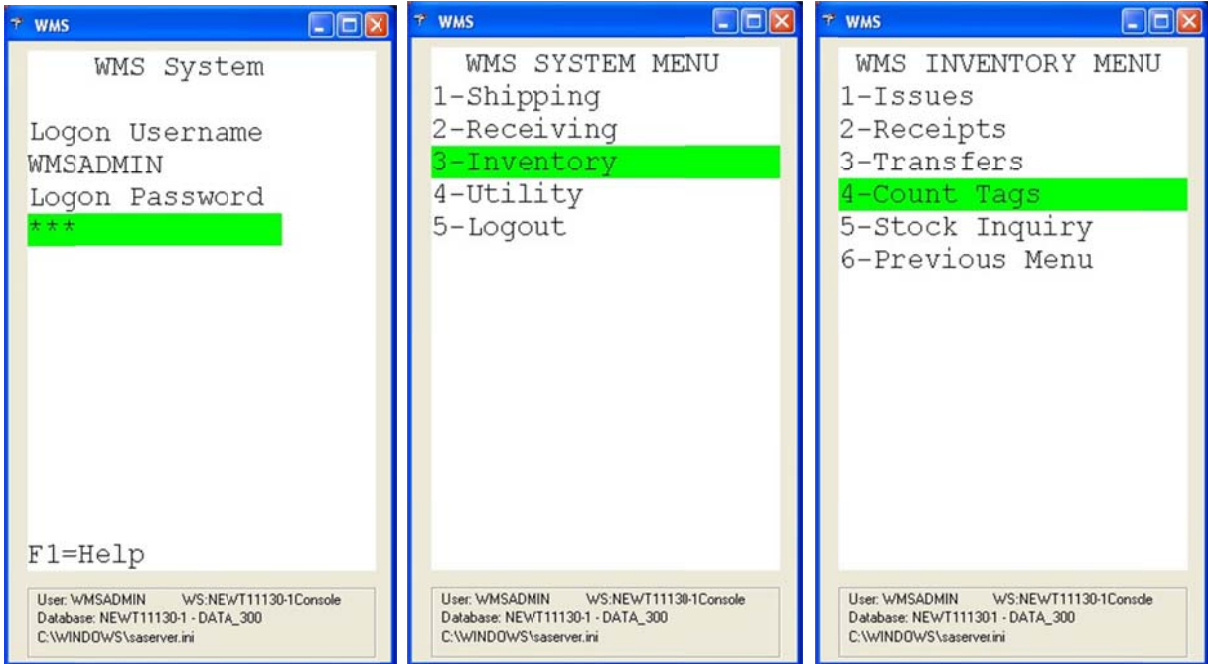 WMS
WMS System
Logon Username
WMSADMIN
Logon Password
***
F1=Help
User: WMSADMIN WS:NEWT11130-1Console
Database: NEWT11130-1 - DATA_300
C:\WINDOWS\saserver.ini
WMS
WMS SYSTEM MENU
1-Shipping
2-Receiving
3-Inventory
4-Utility
5-Logout
User: WMSADMIN WS:NEWT11130-1Console
Database: NEWT11130-1 - DATA_300
C:\WINDOWS\saserver.ini
WMS
WMS INVENTORY MENU
1-Issues
2-Receipts
3-Transfers
4-Count Tags
5-Stock Inquiry
6-Previous Menu
User: WMSADMIN WS:NEWT11130-1Console
Database: NEWT111301 - DATA_300
C:\WINDOWS\saserver.ini